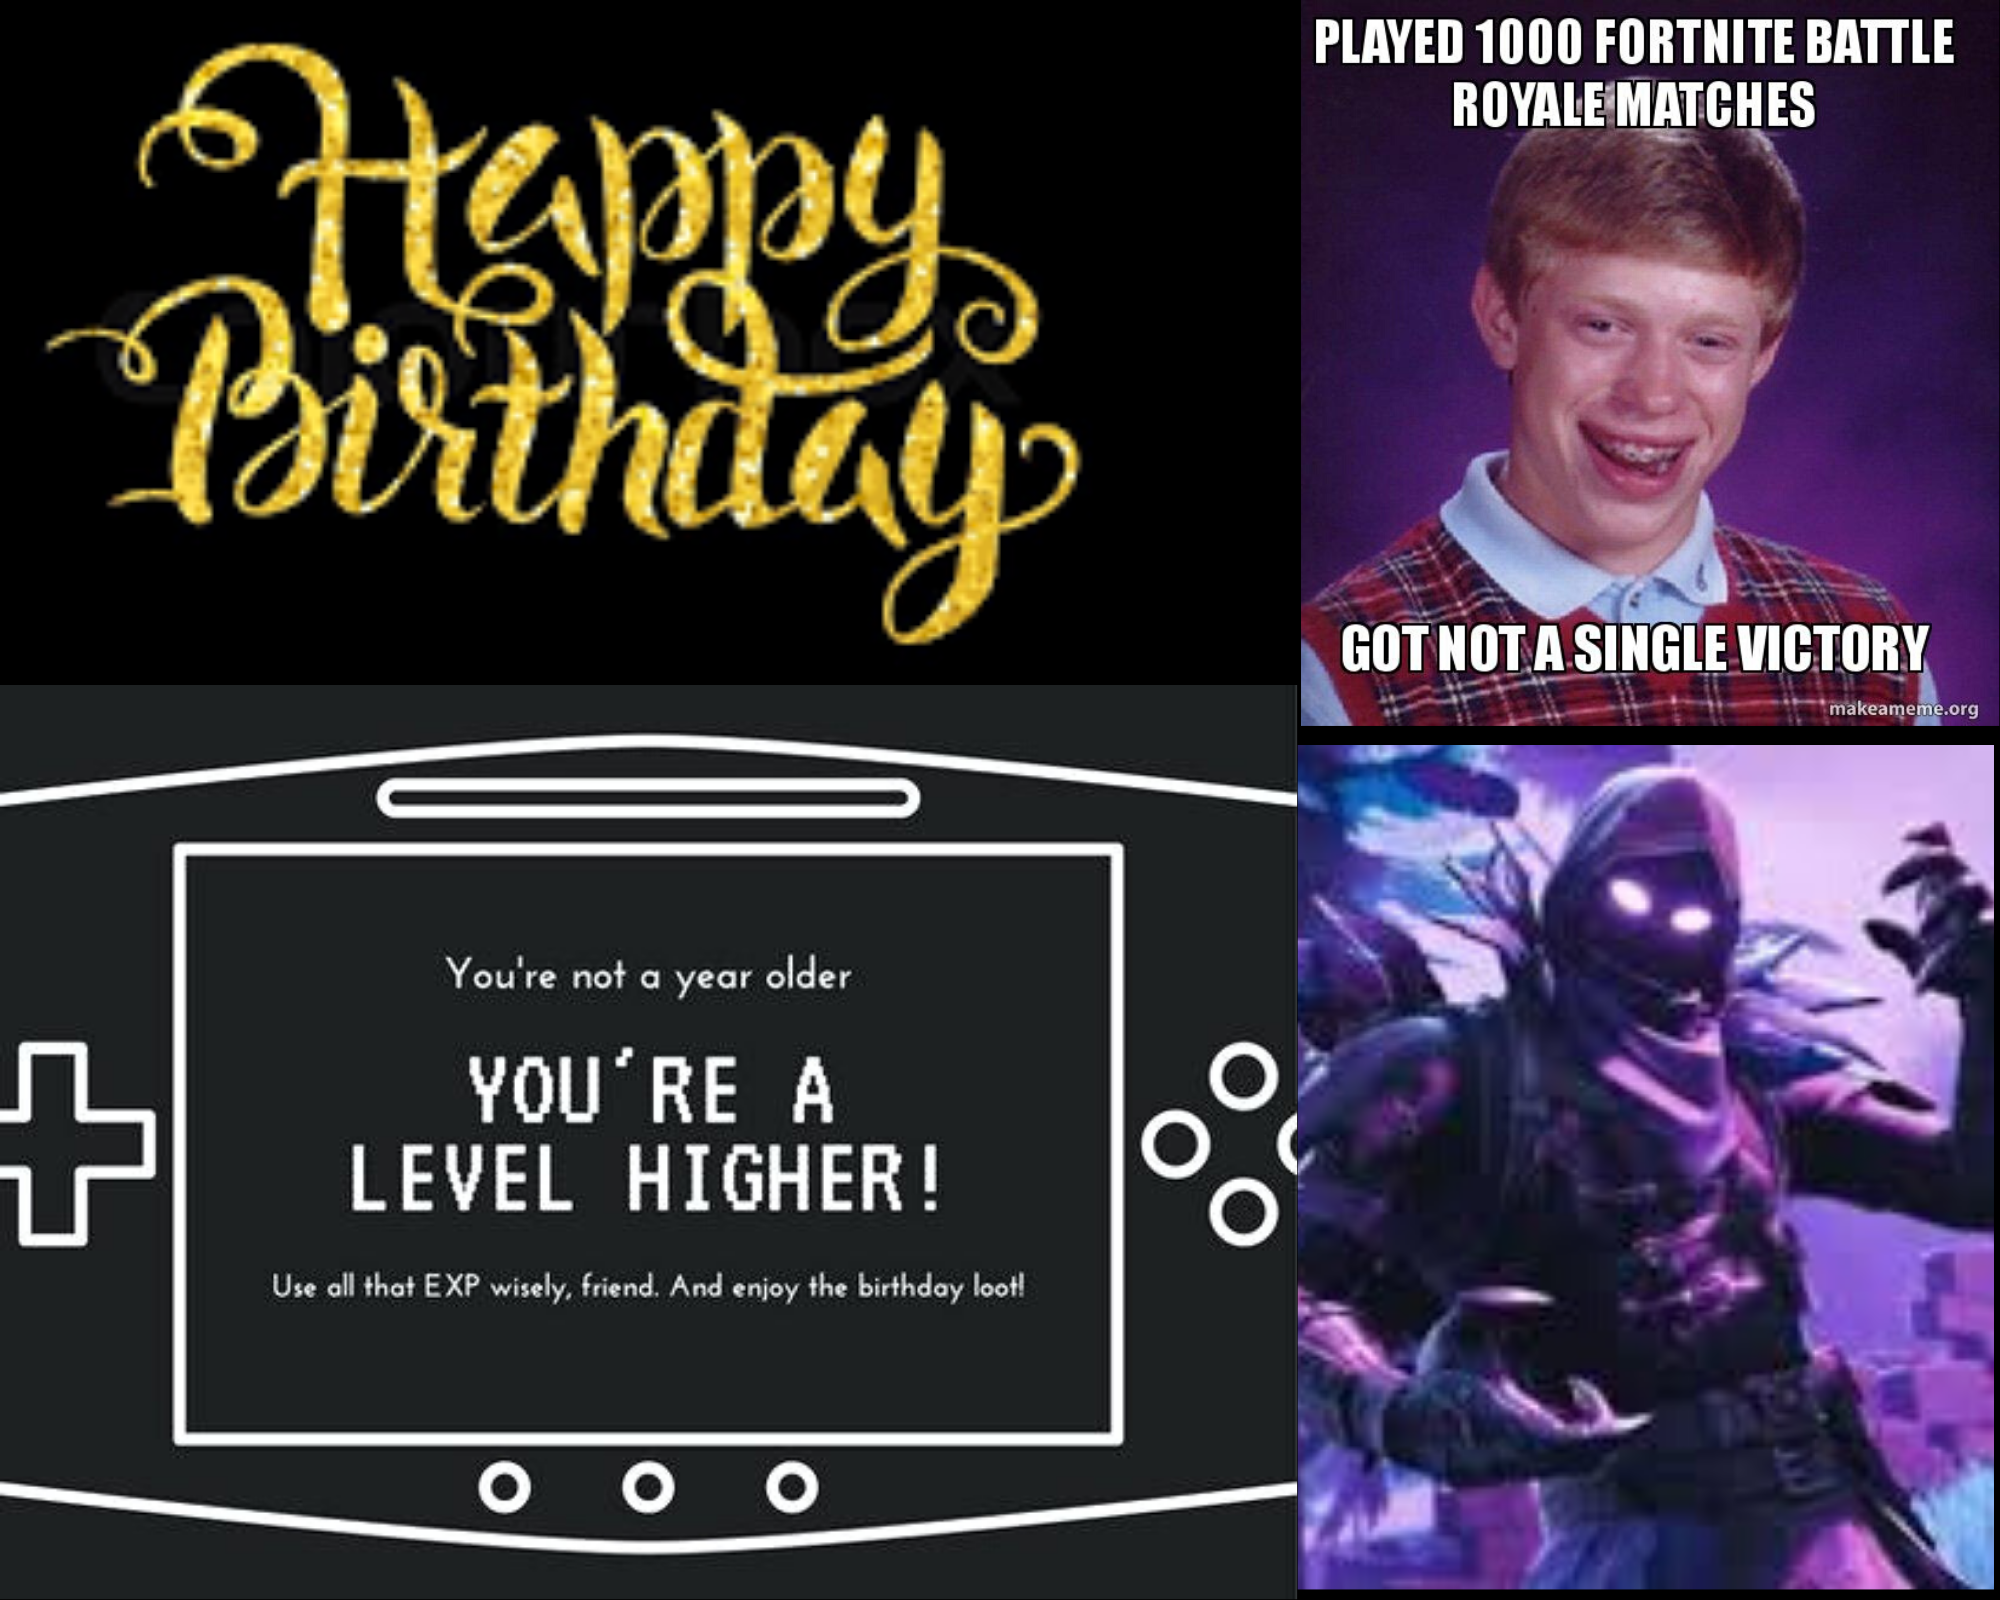 Happy
Birthday
PLAYED 1000 FORTNITE BATTLE
ROYALE MATCHES
GOT NOT A SINGLE VICTORY
makeameme.org
You're not a year older
YOU'RE A
LEVEL HIGHER!
Use all that EXP wisely, friend. And enjoy the birthday loot!